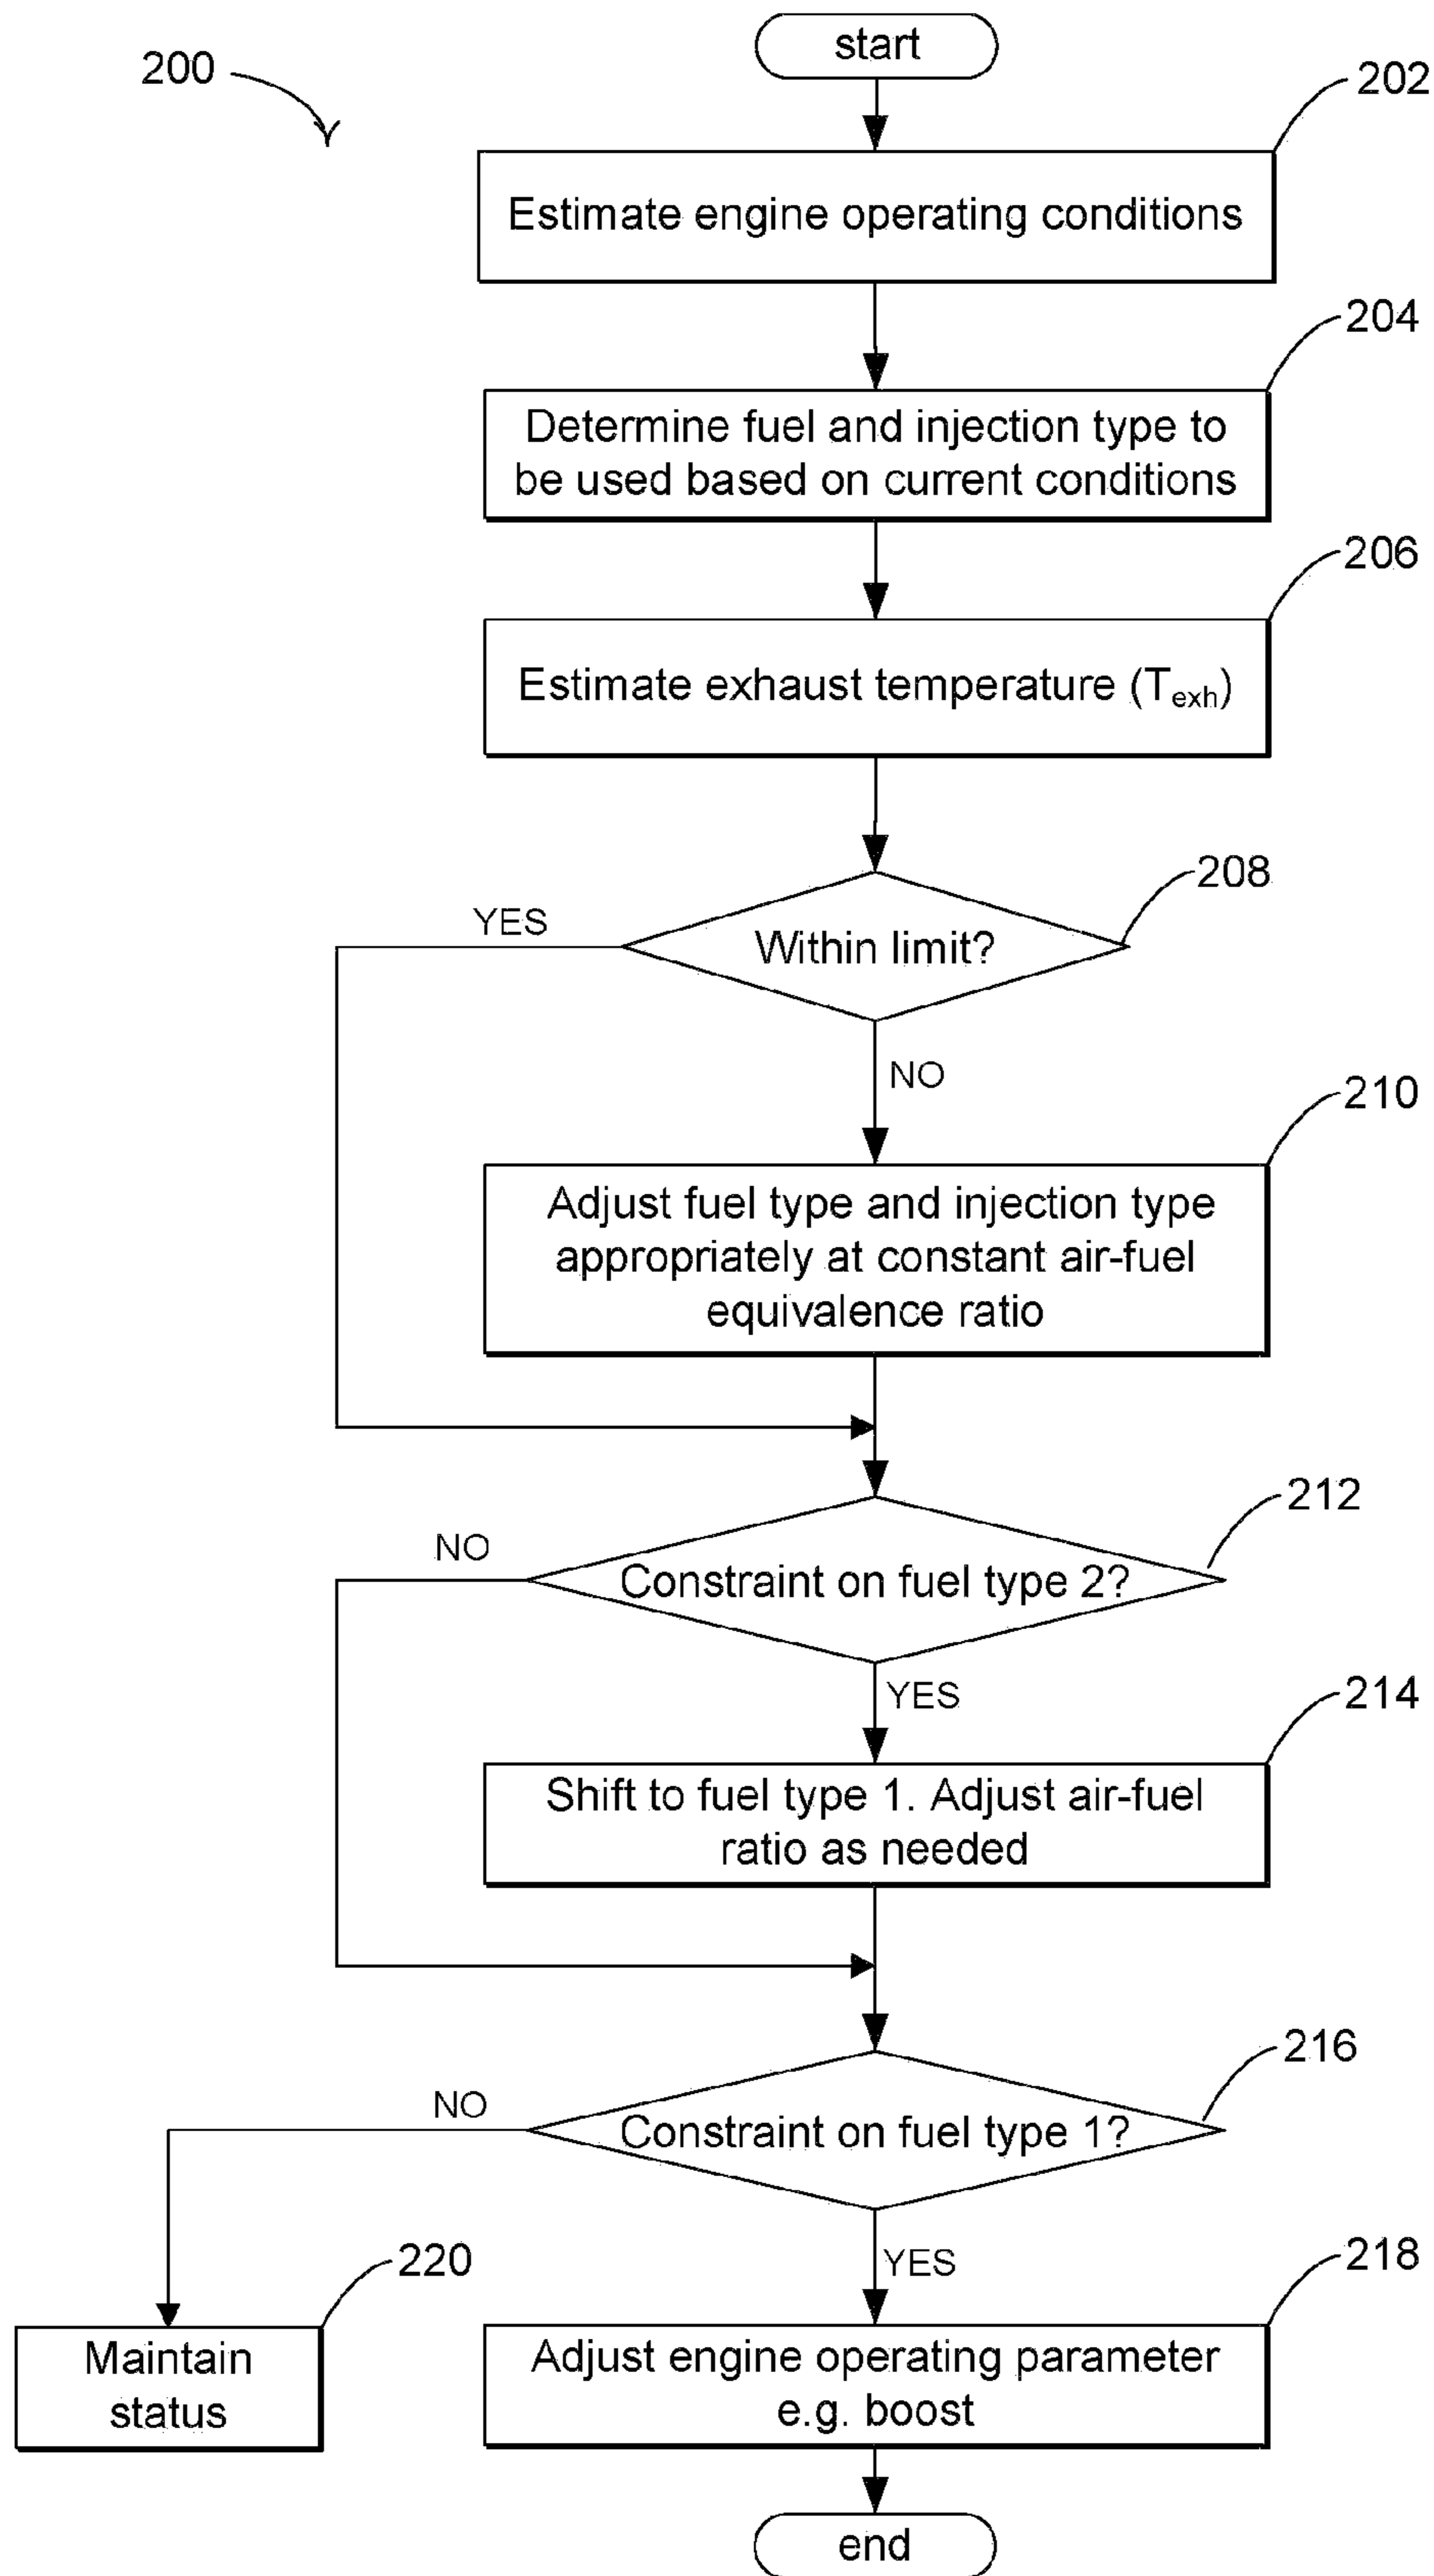 start
200
202
Estimate engine operating conditions
204
Determine fuel and injection type to
be used based on current conditions
206
Estimate exhaust temperature (Texh)
208
YES
Within limit?
NO
210
Adjust fuel type and injection type
appropriately at constant air-fuel
equivalence ratio
212
NO
Constraint on fuel type 2?
YES
214
Shift to fuel type 1. Adjust air-fuel
ratio as needed
216
NO
Constraint on fuel type 1?
220
YES
218
Maintain
status
Adjust engine operating parameter
e.g. boost
end